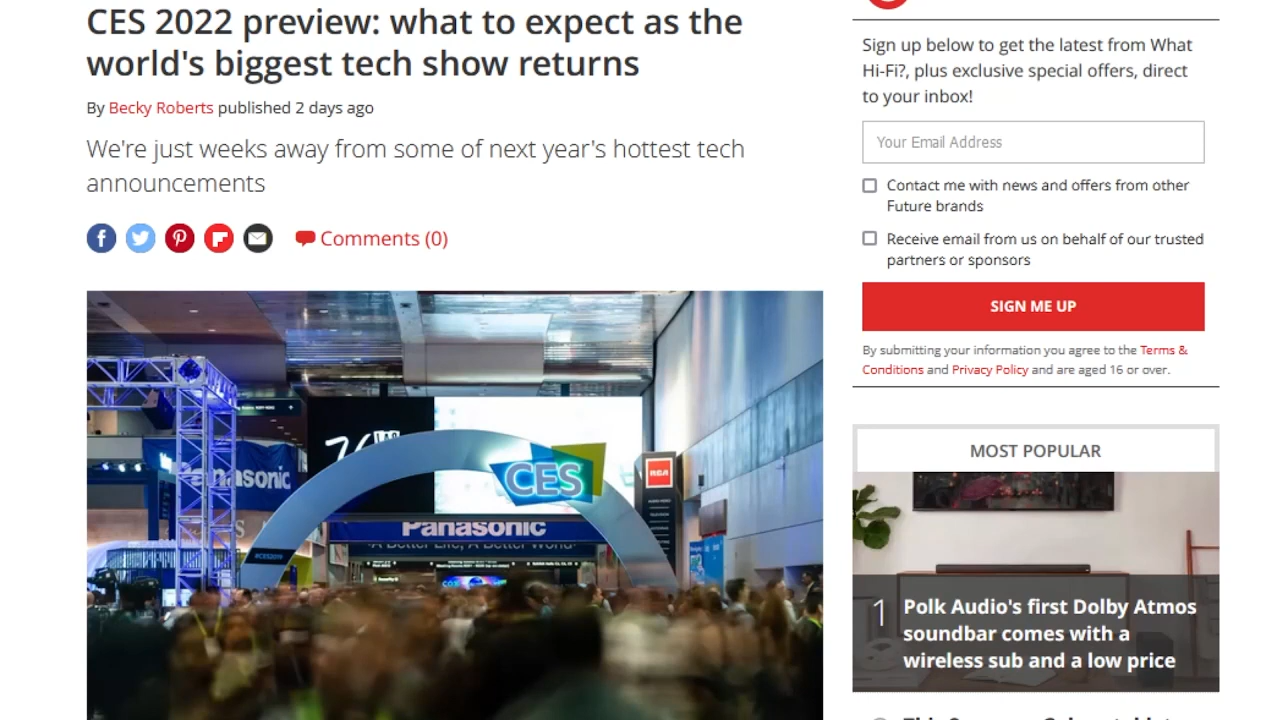 CES 2022 preview: what to expect as the
world's biggest tech show returns
By Becky Roberts published 2 days ago
We're just weeks away from some of next year's hottest tech
announcements
Comments (0)
Panasonic
CES
RCA
Panasonic
A Better Life, A Better World
#CES2019
Sign up below to get the latest from What
Hi-Fi?, plus exclusive special offers, direct
to your inbox!
Your Email Address
Contact me with news and offers from other
Future brands
Receive email from us on behalf of our trusted
partners or sponsors
SIGN ME UP
By submitting your information you agree to the Terms &
Conditions and Privacy Policy and are aged 16 or over.
MOST POPULAR
1
Polk Audio's first Dolby Atmos
soundbar comes with a
wireless sub and a low price